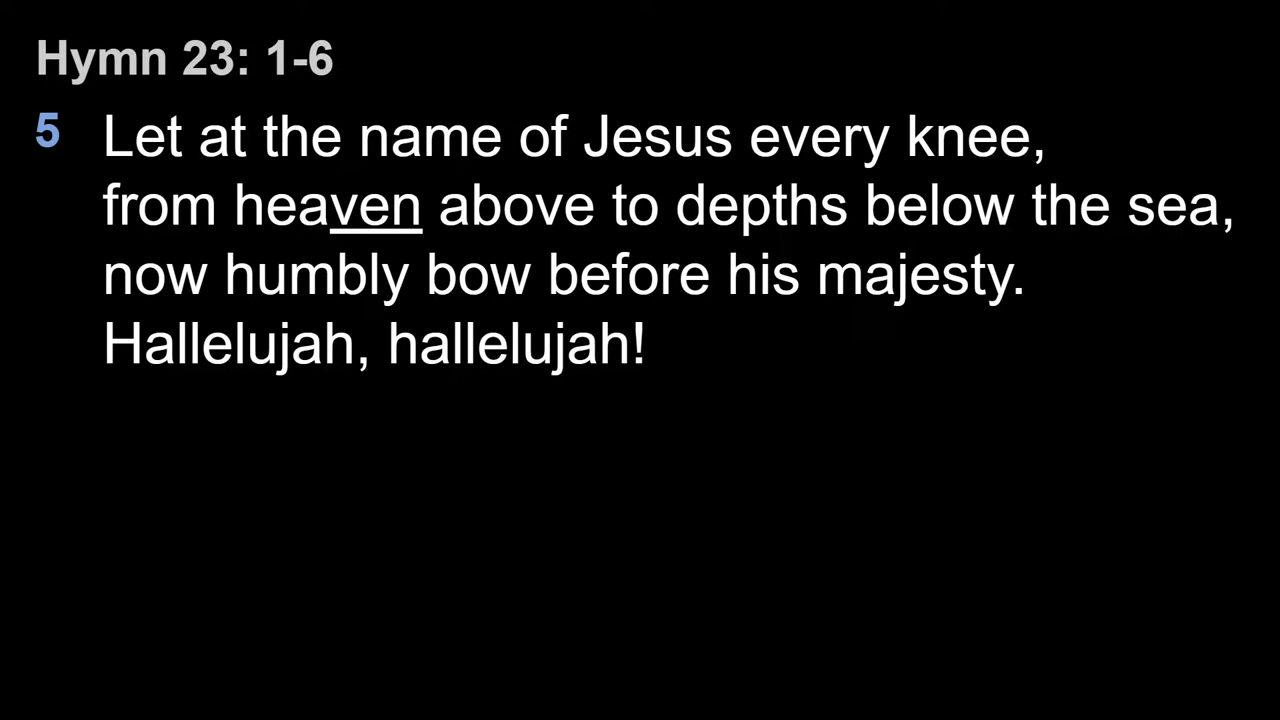 Hymn 23: 1-6
5 Let at the name of Jesus every knee,
from heaven above to depths below the sea,
now humbly bow before his majesty.
Hallelujah, hallelujah!